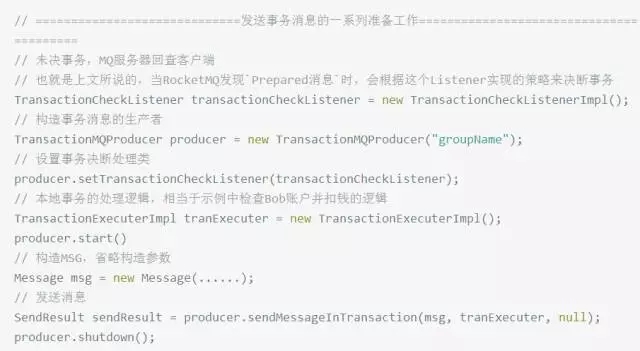 // =============================发送事务消息的一系列准备工作===============================
=========
// 未决事务，MQ服务器回查客户端
// 也就是上文所说的，当RocketMQ发现`Prepared消息`时，会根据这个Listener实现的策略来决断事务
TransactionCheckListener transactionCheckListener = new TransactionCheckListenerImpl();
// 构造事务消息的生产者
TransactionMQProducer producer = new TransactionMQProducer("groupName");
// 设置事务决断处理类
producer.setTransactionCheckListener(transactionCheckListener);
// 本地事务的处理逻辑，相当于示例中检查Bob账户并扣钱的逻辑
TransactionExecuterImpl tranExecuter = new TransactionExecuterImpl();
producer.start()
// 构造MSG，省略构造参数
Message msg = new Message(......);
// 发送消息
SendResult sendResult = producer.sendMessageInTransaction(msg, tranExecuter, null);
producer.shutdown();